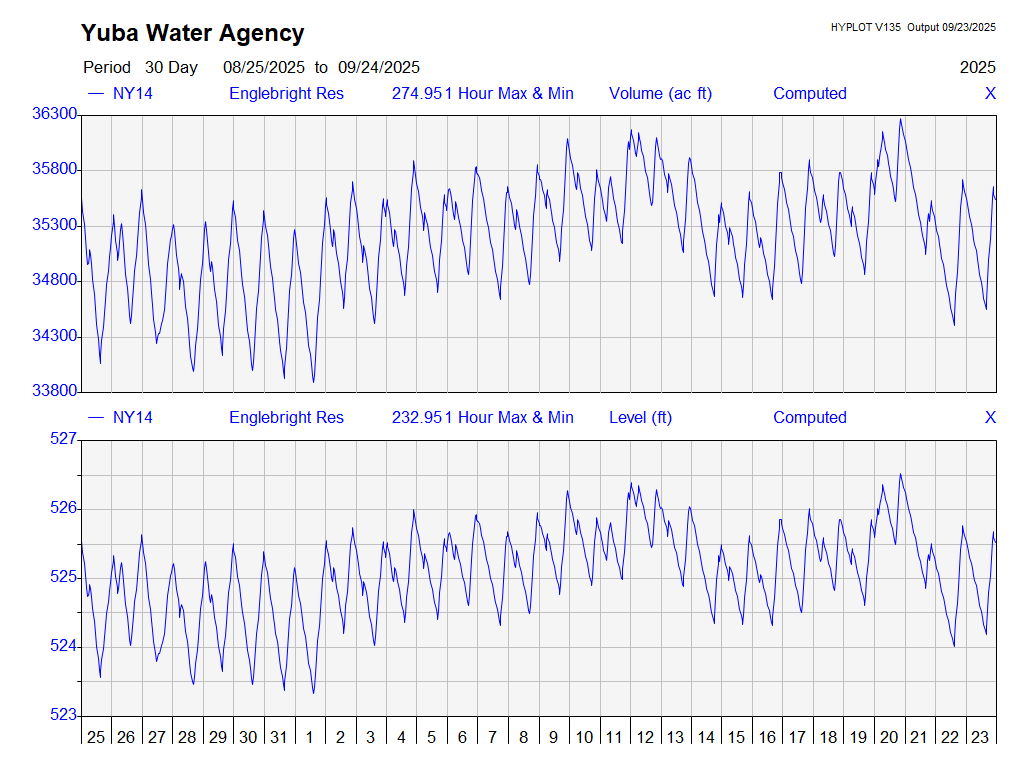 Yuba Water Agency
HYPLOT V135 Output 09/23/2025
Period 30 Day 08/25/2025 to 09/24/2025
2025
NY14 Englebright Res 274.951 Hour Max & Min Volume (ac ft) Computed X
36300
35800
35300
34800
34300
33800
NY14 Englebright Res 232.951 Hour Max & Min Level (ft) Computed X
527
526
525
524
523
25 26 27 28 29 30 31 1 2 3 4 5 6 7 8 9 10 11 12 13 14 15 16 17 18 19 20 21 22 23